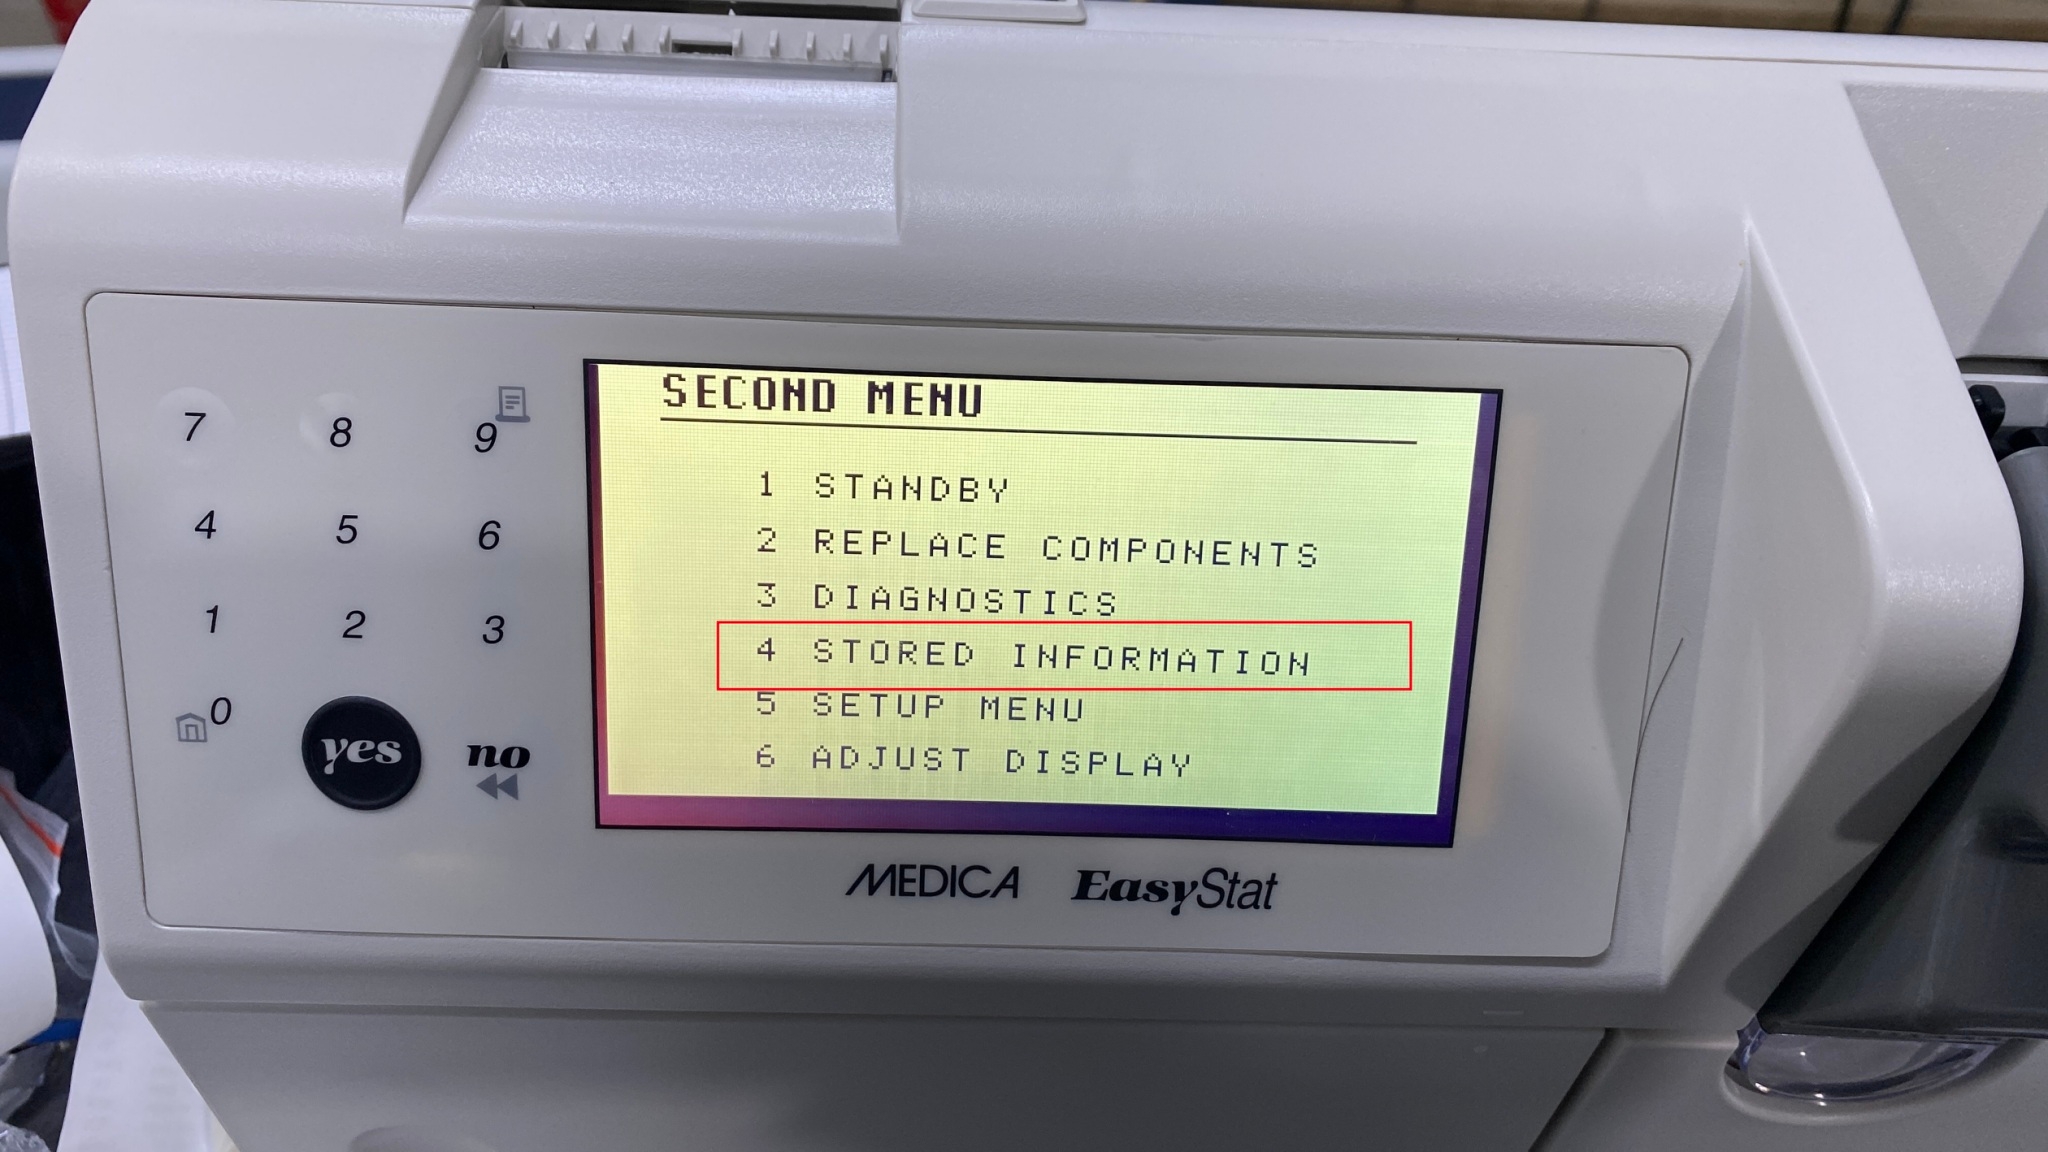 7 8 9
4 5 6
1 2 3
0 yes no
SECOND MENU
1 STANDBY
2 REPLACE COMPONENTS
3 DIAGNOSTICS
4 STORED INFORMATION
5 SETUP MENU
6 ADJUST DISPLAY
MEDICA EasyStat